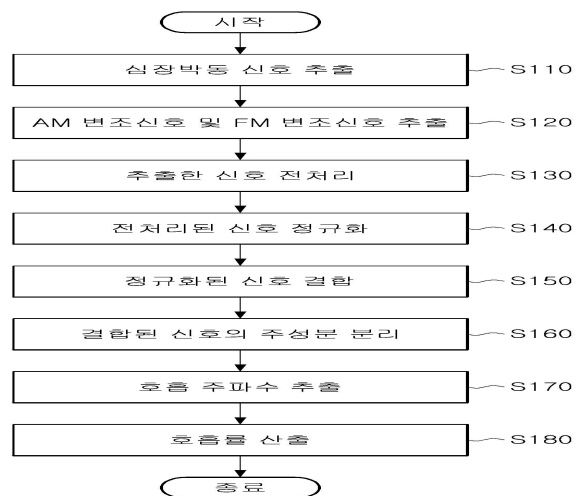 시작
심장박동 신호 추출 S110
AM 변조신호 및 FM 변조신호 추출 S120
추출한 신호 전처리 S130
전처리된 신호 정규화 S140
정규화된 신호 결합 S150
결합된 신호의 주성분 분리 S160
호흡 주파수 추출 S170
호흡률 산출 S180
종료